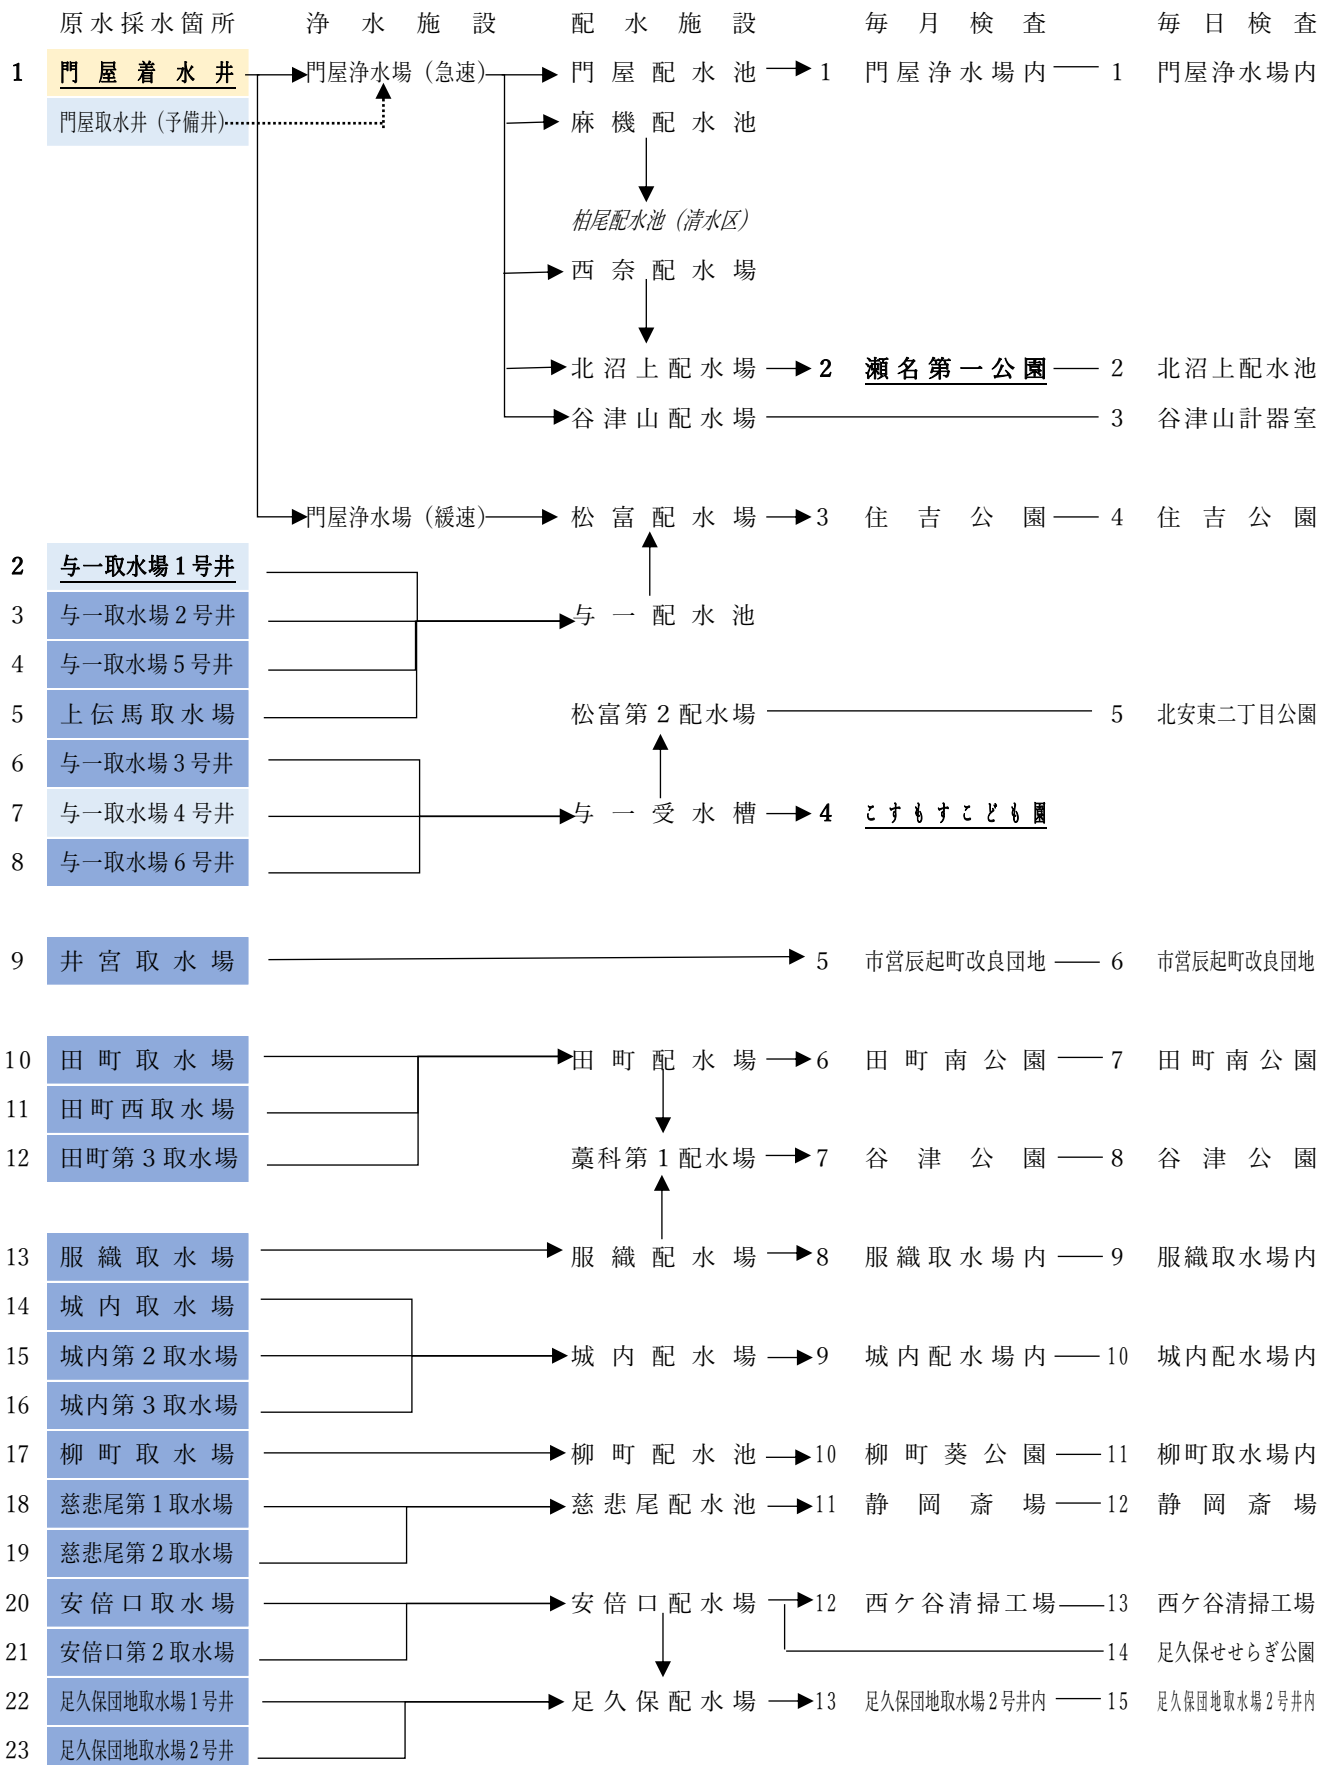 原水採水箇所 浄水施設 配水施設 毎月検査 毎日検査
1 門屋着水井 門屋浄水場（急速） 門屋配水池 1 門屋浄水場内 1 門屋浄水場内
門屋取水井（予備井） 麻機配水池
柏尾配水池（清水区）
西奈配水場
北沼上配水場 2 瀬名第一公園 2 北沼上配水池
谷津山配水場 3 谷津山計器室
門屋浄水場（緩速） 松富配水場 3 住吉公園 4 住吉公園
2 与一取水場１号井
3 与一取水場２号井 与一配水池
4 与一取水場５号井
5 上伝馬取水場 松富第２配水場 5 北安東二丁目公園
6 与一取水場３号井
7 与一取水場４号井 与一受水槽 4 こすもすこども園
8 与一取水場６号井
9 井宮取水場 5 市営辰起町改良団地 6 市営辰起町改良団地
10 田町取水場 田町配水場 6 田町南公園 7 田町南公園
11 田町西取水場
12 田町第３取水場 藁科第１配水場 7 谷津公園 8 谷津公園
13 服織取水場 服織配水場 8 服織取水場内 9 服織取水場内
14 城内取水場
15 城内第２取水場 城内配水場 9 城内配水場内 10 城内配水場内
16 城内第３取水場
17 柳町取水場 柳町配水池 10 柳町葵公園 11 柳町取水場内
18 慈悲尾第１取水場 慈悲尾配水池 11 静岡斎場 12 静岡斎場
19 慈悲尾第２取水場
20 安倍口取水場 安倍口配水場 12 西ケ谷清掃工場 13 西ケ谷清掃工場
21 安倍口第２取水場 14 足久保せせらぎ公園
22 足久保団地取水場１号井 足久保配水場 13 足久保団地取水場２号井内 15 足久保団地取水場２号井内
23 足久保団地取水場２号井